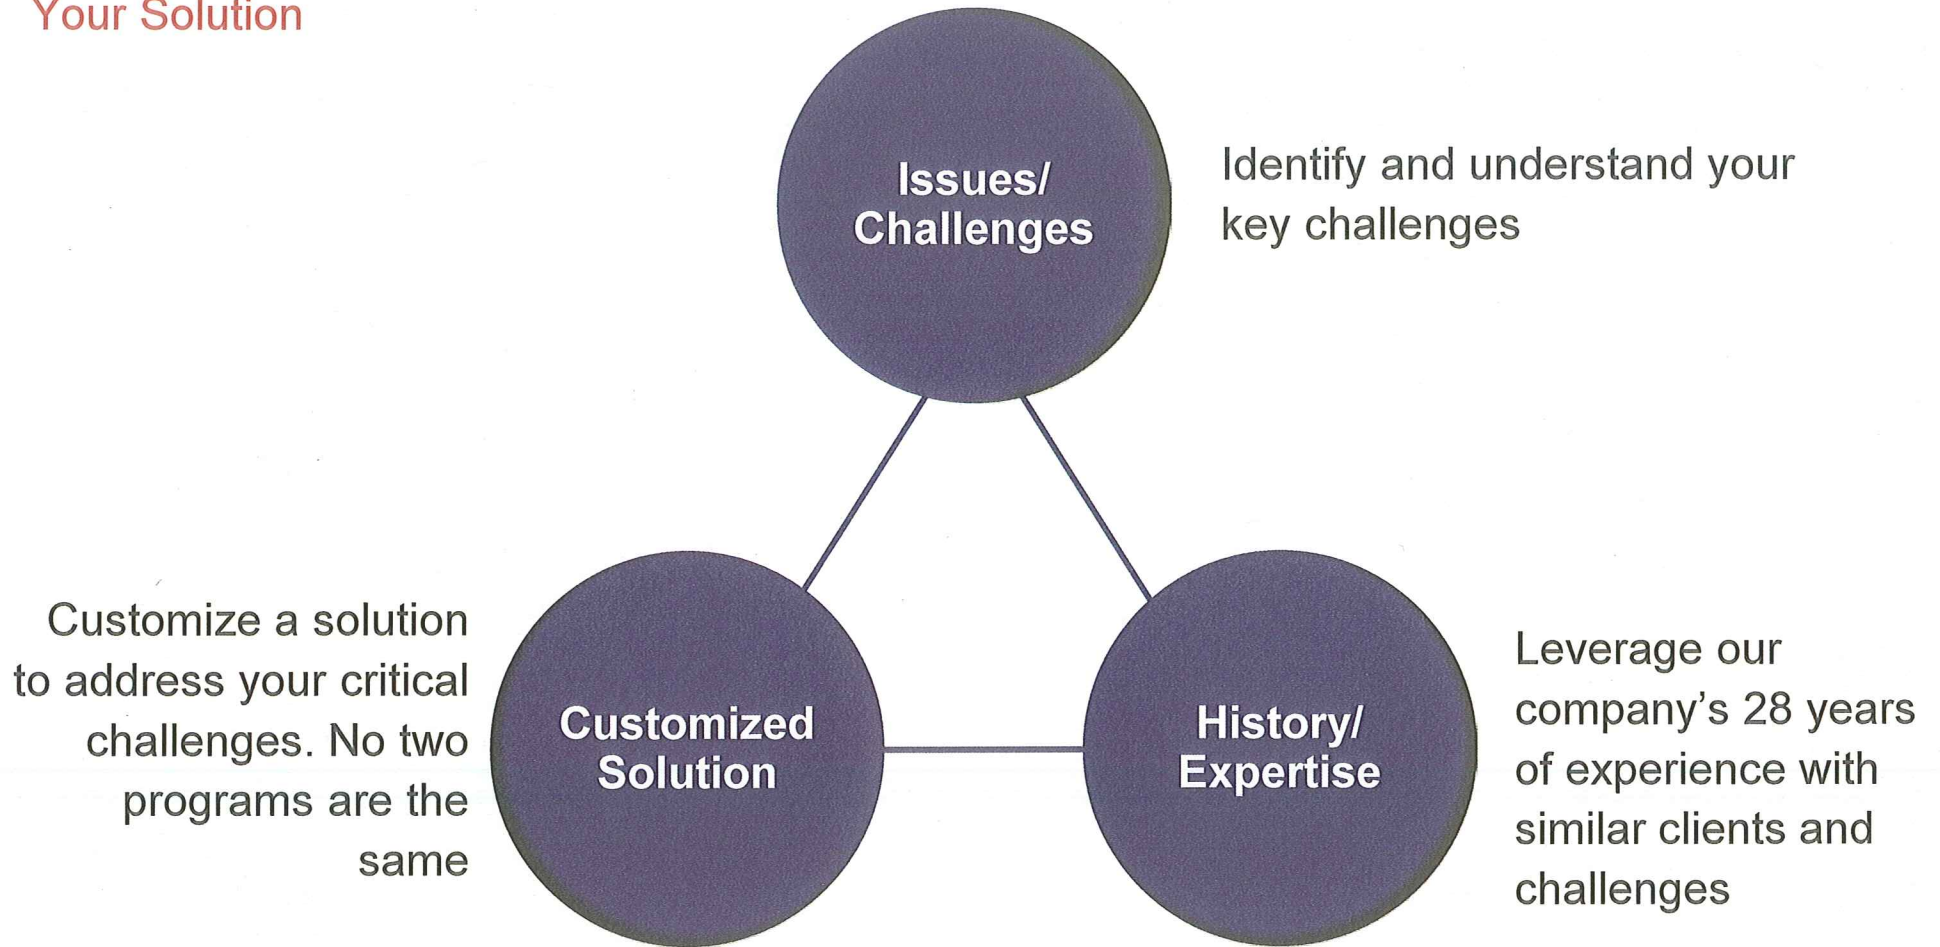 Your Solution
Issues/
Challenges
Identify and understand your
key challenges
Customize a solution
to address your critical
challenges. No two
programs are the
same
Customized
Solution
History/
Expertise
Leverage our
company’s 28 years
of experience with
similar clients and
challenges